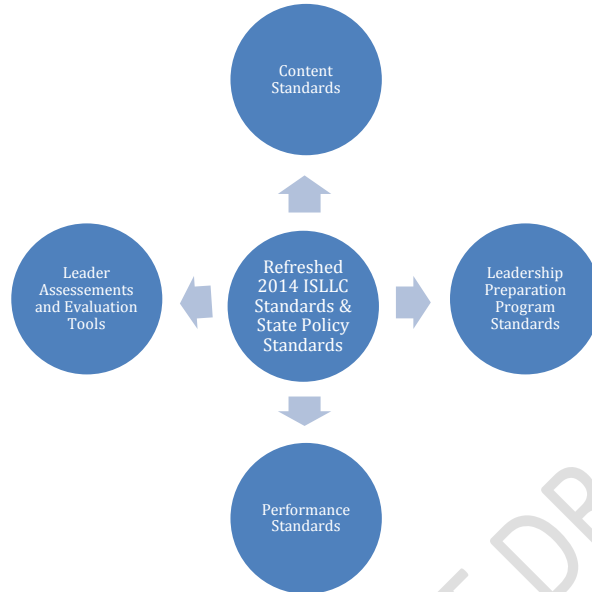 Content
Standards
Leader
Assessements
and Evaluation
Tools
Refreshed
2014 ISLLC
Standards &
State Policy
Standards
Leadership
Preparation
Program
Standards
Performance
Standards